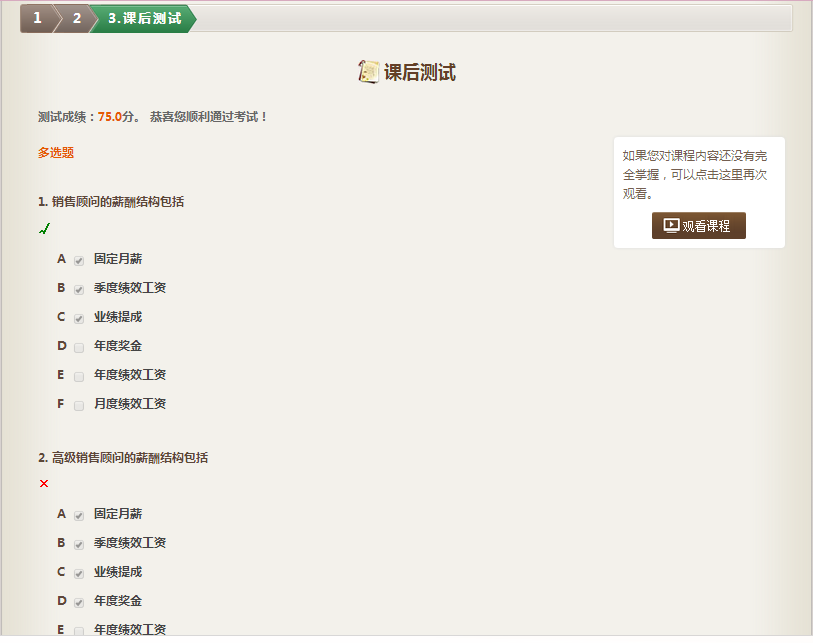 1 2 3.课后测试
课后测试
测试成绩：75.0分。 恭喜您顺利通过考试！
多选题
如果您对课程内容还没有完
全掌握，可以点击这里再次
观看。
观看课程
1. 销售顾问的薪酬结构包括
A 固定月薪
B 季度绩效工资
C 业绩提成
D 年度奖金
E 年度绩效工资
F 月度绩效工资
2. 高级销售顾问的薪酬结构包括
A 固定月薪
B 季度绩效工资
C 业绩提成
D 年度奖金
E 年度绩效工资